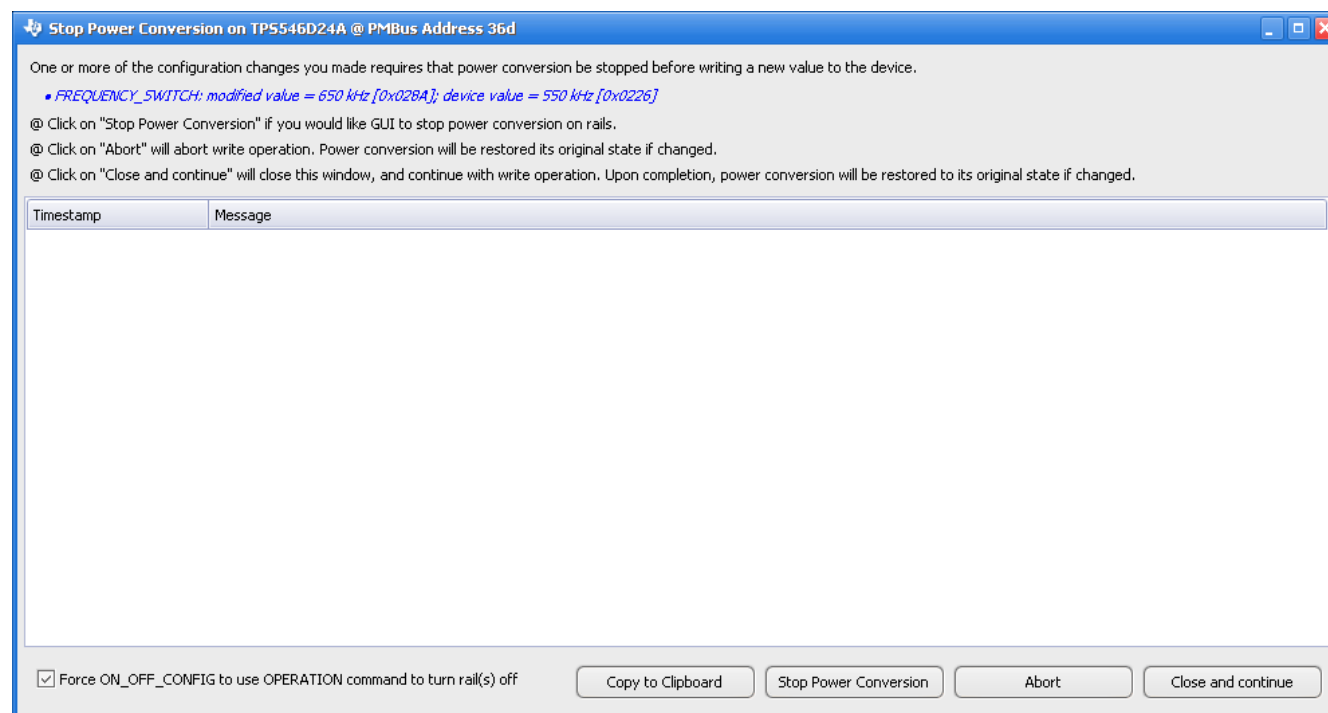 Stop Power Conversion on TPS546D24A @ PMBus Address 36d
One or more of the configuration changes you made requires that power conversion be stopped before writing a new value to the device.
• FREQUENCY_SWITCH: modified value = 650 kHz [0x028A]; device value = 550 kHz [0x0226]
@ Click on "Stop Power Conversion" if you would like GUI to stop power conversion on rails.
@ Click on "Abort" will abort write operation. Power conversion will be restored its original state if changed.
@ Click on "Close and continue" will close this window, and continue with write operation. Upon completion, power conversion will be restored to its original state if changed.
Timestamp Message
Force ON_OFF_CONFIG to use OPERATION command to turn rail(s) off Copy to Clipboard Stop Power Conversion Abort Close and continue